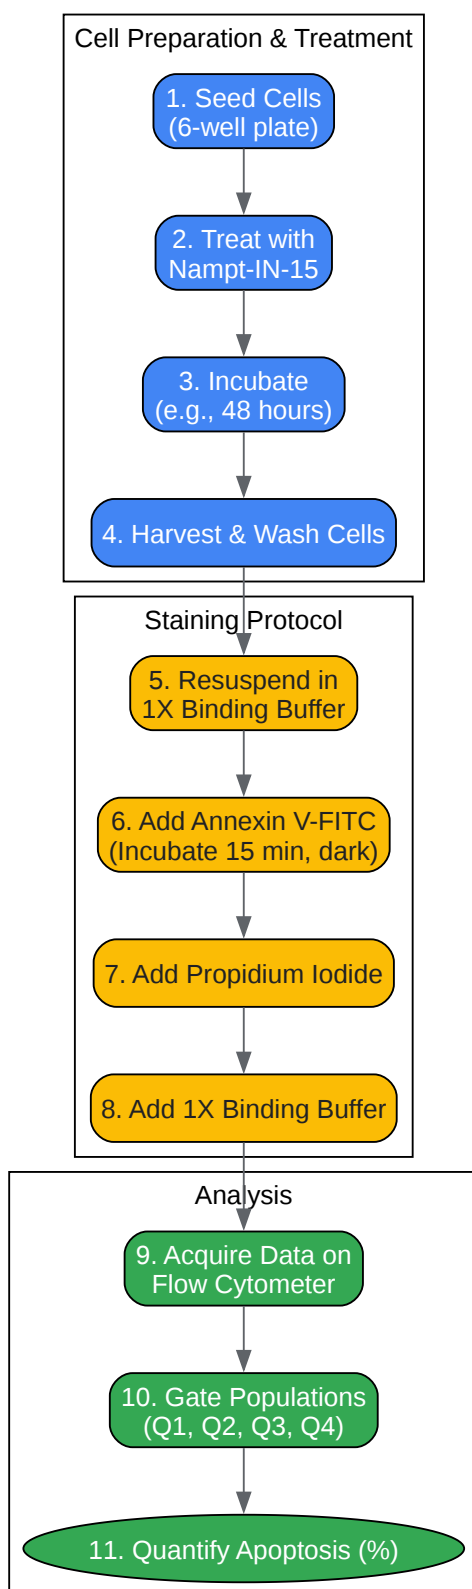 Cell Preparation & Treatment
1. Seed Cells
(6-well plate)
2. Treat with
Nampt-IN-15
3. Incubate
(e.g., 48 hours)
4. Harvest & Wash Cells
Staining Protocol
5. Resuspend in
1X Binding Buffer
6. Add Annexin V-FITC
(Incubate 15 min, dark)
7. Add Propidium Iodide
8. Add 1X Binding Buffer
Analysis
9. Acquire Data on
Flow Cytometer
10. Gate Populations
(Q1, Q2, Q3, Q4)
11. Quantify Apoptosis (%)